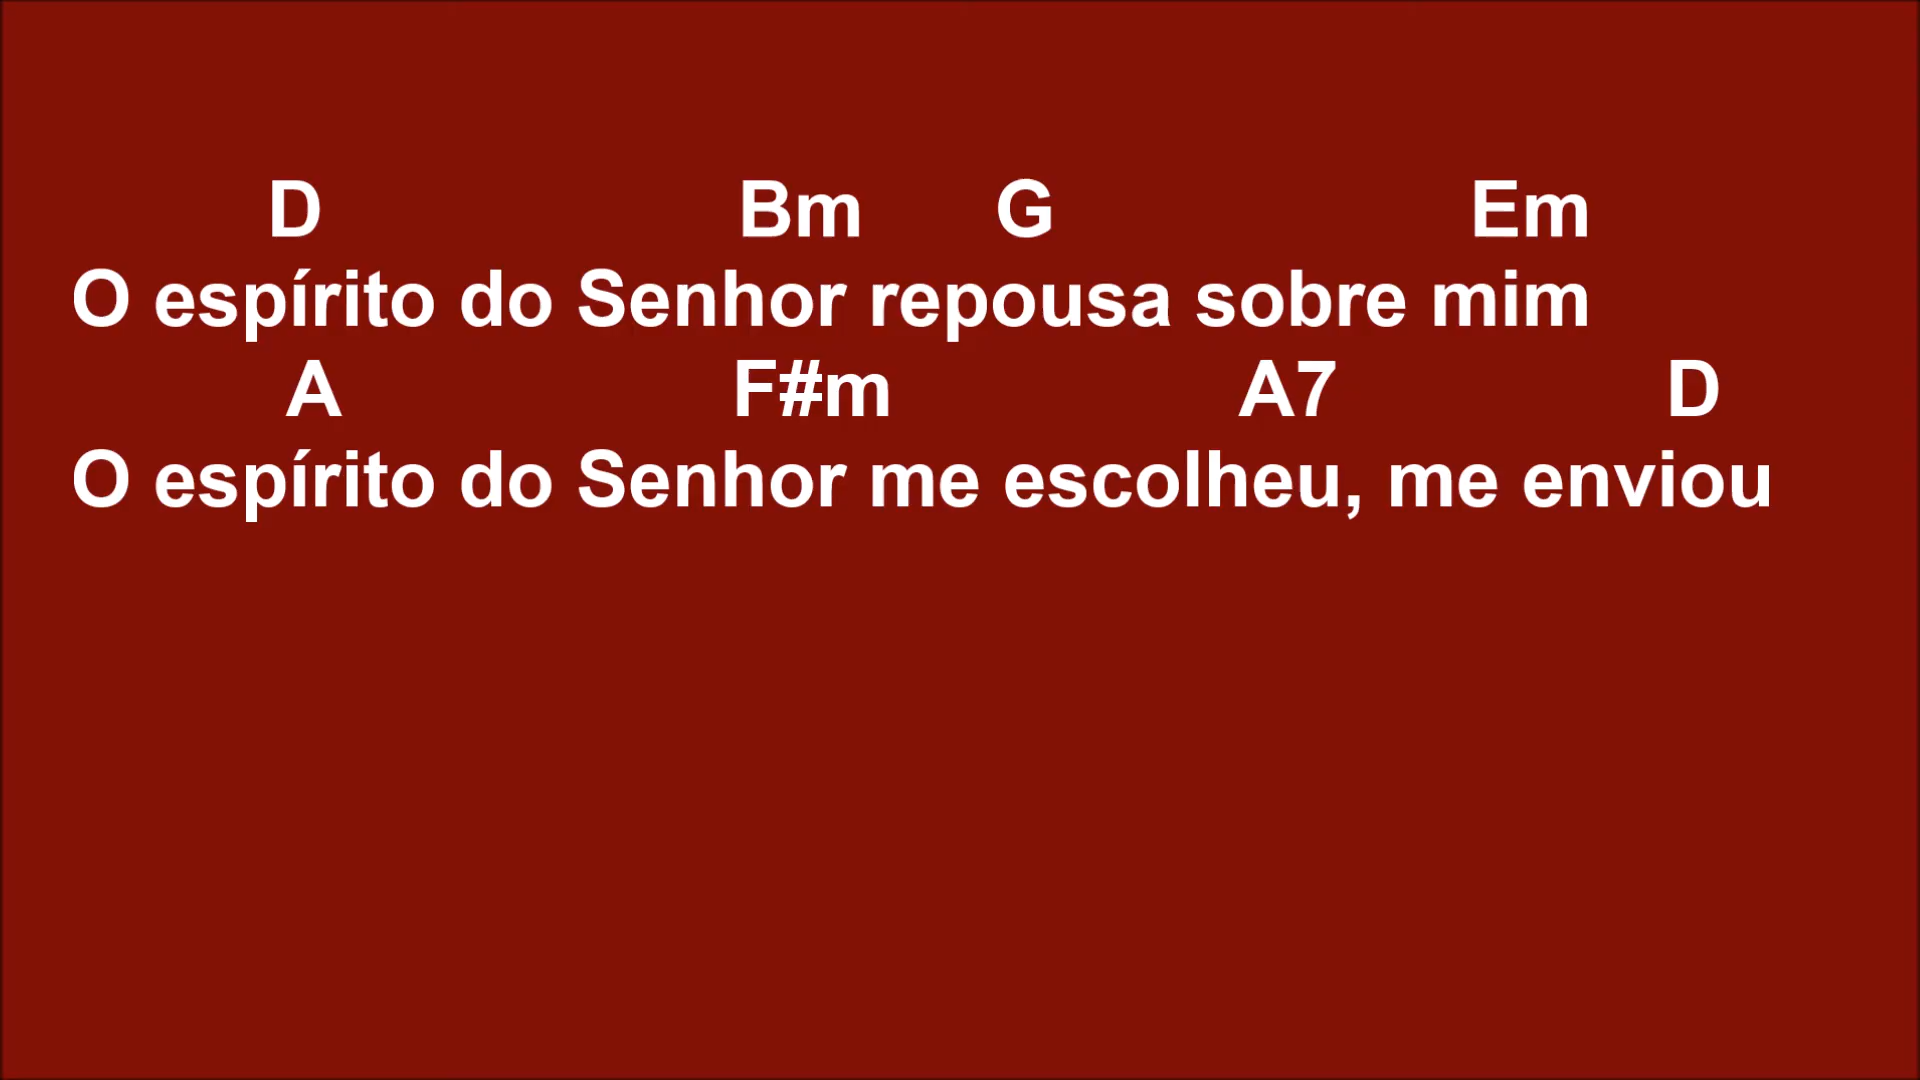 D Bm G Em
O espírito do Senhor repousa sobre mim
A F#m A7 D
O espírito do Senhor me escolheu, me enviou